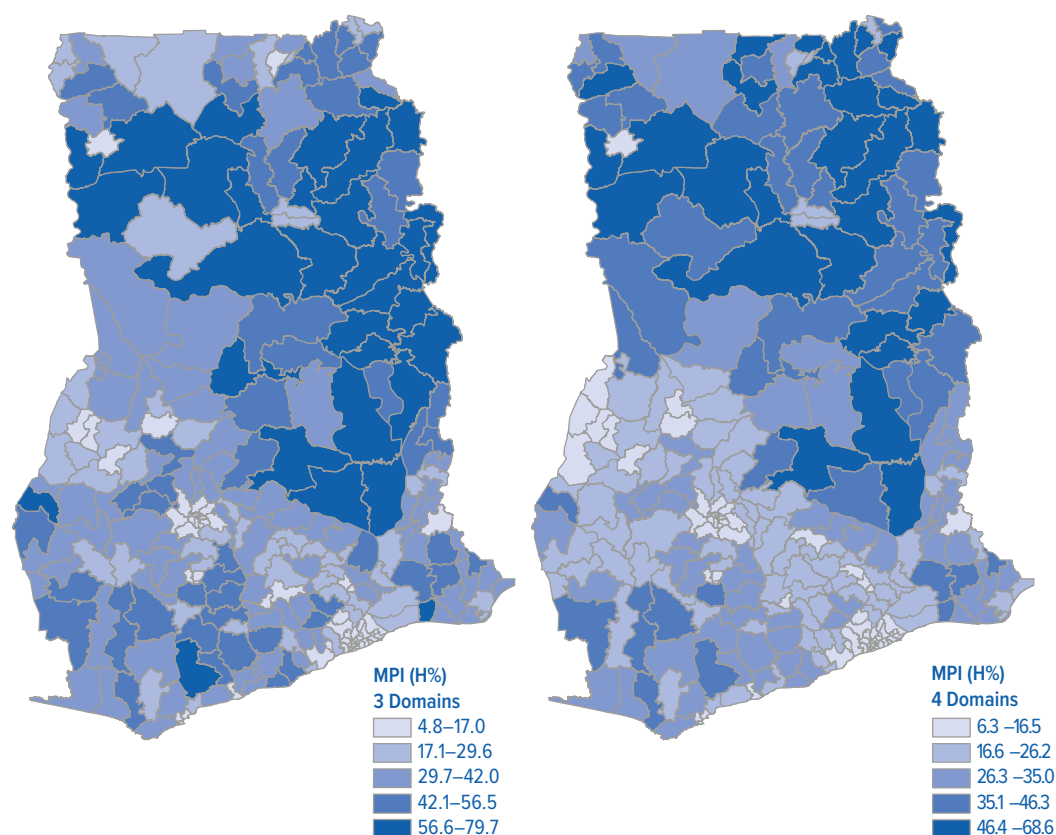 MPI (H%)
3 Domains
4.8–17.0
17.1–29.6
29.7–42.0
42.1–56.5
56.6–79.7
MPI (H%)
4 Domains
6.3 –16.5
16.6 –26.2
26.3 –35.0
35.1 –46.3
46.4 –68.6